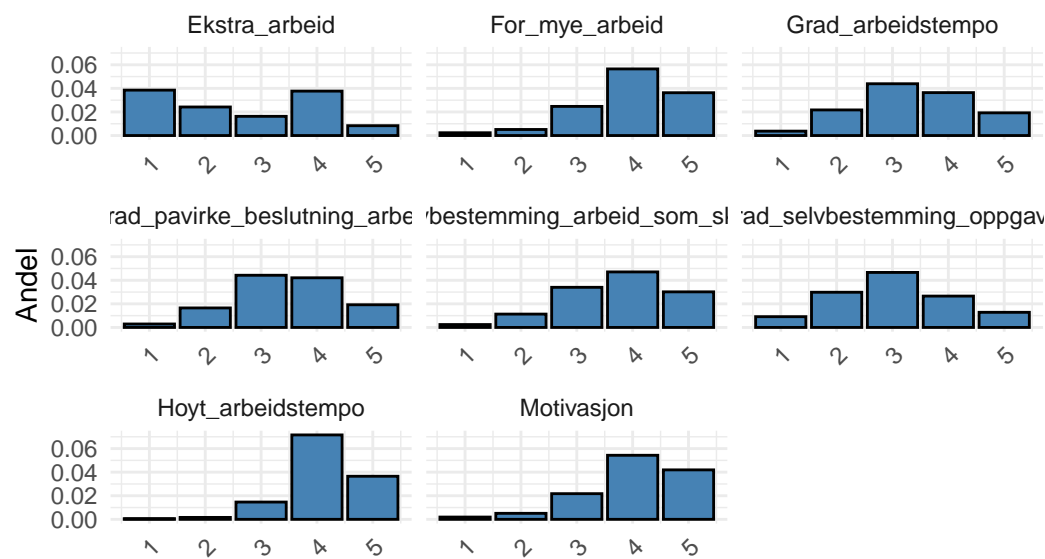 Ekstra_arbeid For_mye_arbeid Grad_arbeidstempo
0.06
0.04
0.02
0.00
1 2 3 4 5 1 2 3 4 5 1 2 3 4 5
rad_pavirke_beslutning_arbe vbestemming_arbeid_som_sl rad_selvbestemming_oppgav
Andel
0.06
0.04
0.02
0.00
1 2 3 4 5 1 2 3 4 5 1 2 3 4 5
Hoyt_arbeidstempo Motivasjon
0.06
0.04
0.02
0.00
1 2 3 4 5 1 2 3 4 5